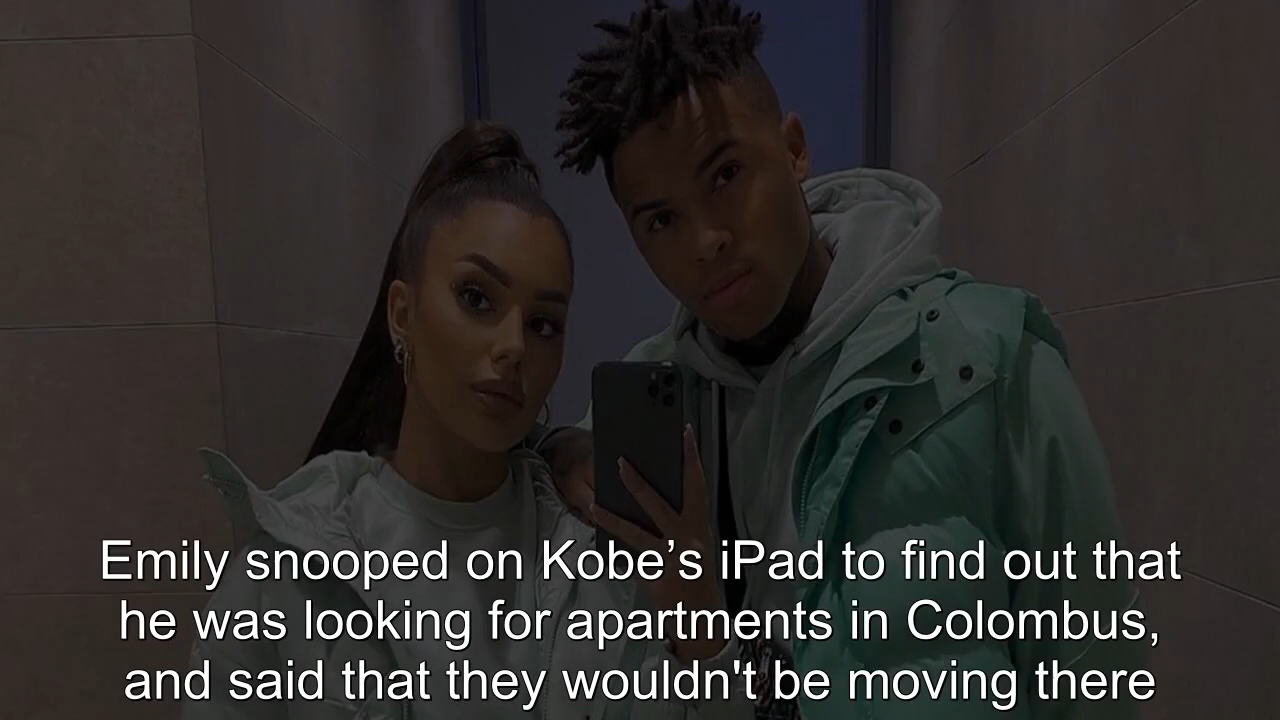 Emily snooped on Kobe’s iPad to find out that
he was looking for apartments in Colombus,
and said that they wouldn't be moving there